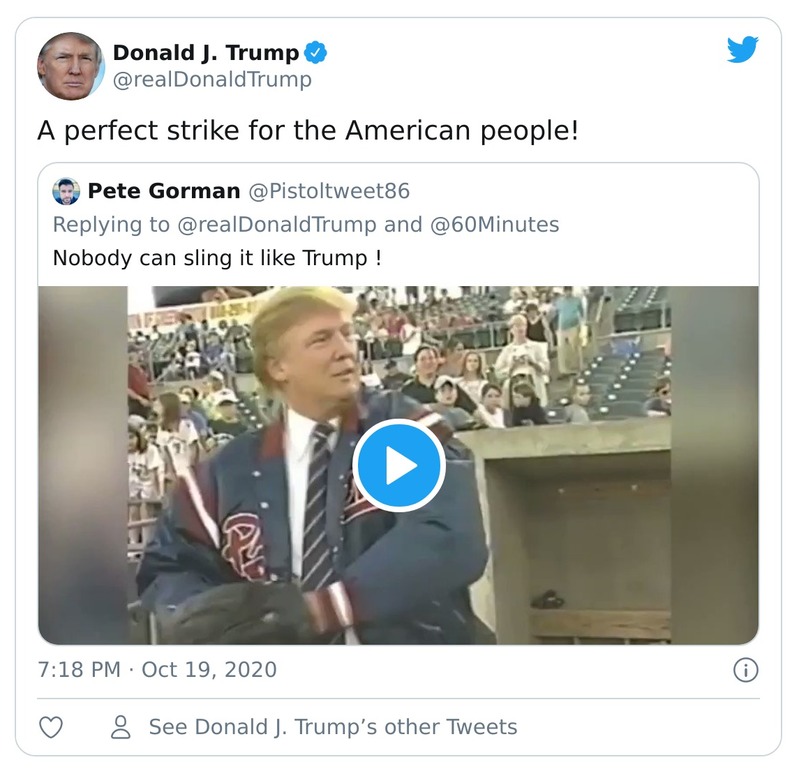 Donald J. Trump
@realDonaldTrump
A perfect strike for the American people!
Pete Gorman @Pistoltweet86
Replying to @realDonaldTrump and @60Minutes
Nobody can sling it like Trump !
7:18 PM · Oct 19, 2020
See Donald J. Trump’s other Tweets